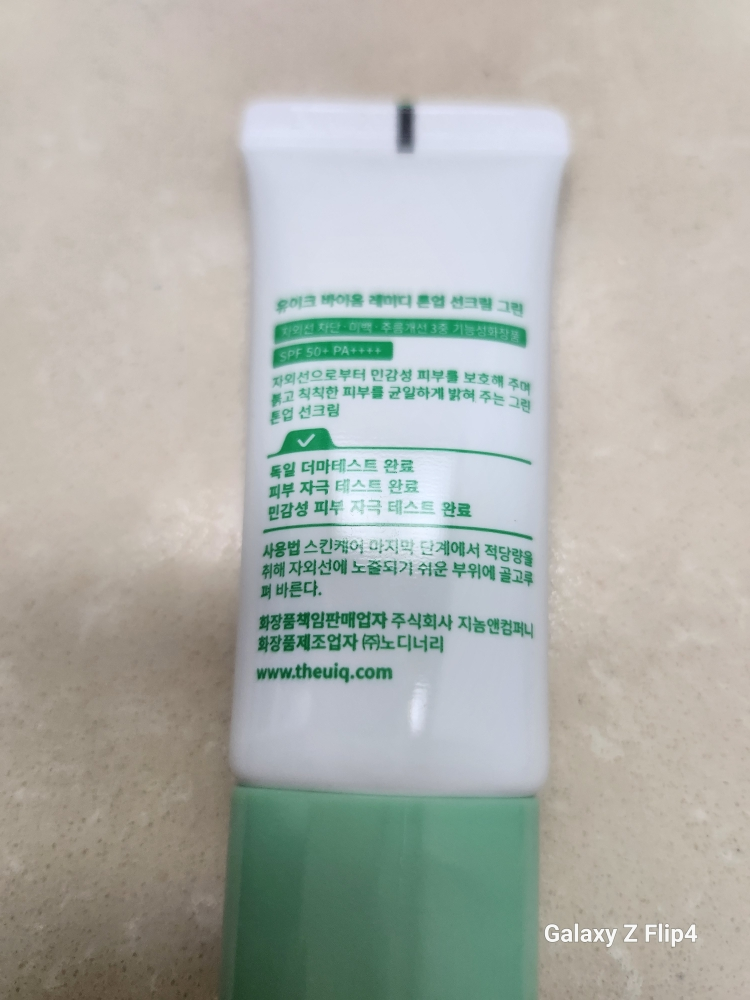 유이크 바이옴 레미디 톤업 선크림 그린
자외선 차단·미백·주름개선 3중 기능성화장품
SPF 50+ PA++++
자외선으로부터 민감성 피부를 보호해 주며
붉고 칙칙한 피부를 균일하게 밝혀 주는 그린
톤업 선크림
독일 더마테스트 완료
피부 자극 테스트 완료
민감성 피부 자극 테스트 완료
사용법 스킨케어 마지막 단계에서 적당량을
취해 자외선에 노출되기 쉬운 부위에 골고루
펴 바른다.
화장품책임판매업자 주식회사 지놈앤컴퍼니
화장품제조업자 ㈜노디너리
www.theuiq.com
Galaxy Z Flip4